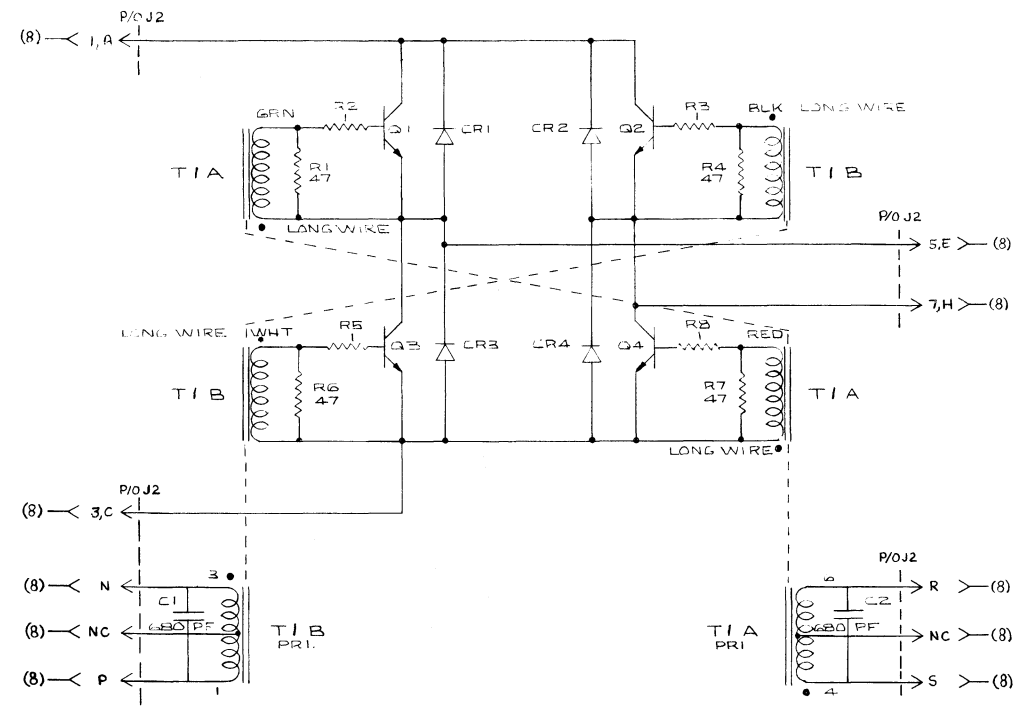 P/O J2
(8) 1,A
GRN R2 Q1 CR1 CR2 Q2 R3 BLK LONG WIRE
T1A R1 47 R4 47 T1B
LONG WIRE
P/O J2
5,E (8)
7,H (8)
LONG WIRE WHT R5 Q3 CR3 CR4 Q4 R8 RED
T1B R6 47 R7 47 T1A
LONG WIRE
P/O J2
(8) 3,C
P/O J2
(8) N 3 6 R (8)
C1 C2
680 PF 680 PF
(8) NC T1B PRI. T1A PRI NC (8)
(8) P 1 4 S (8)